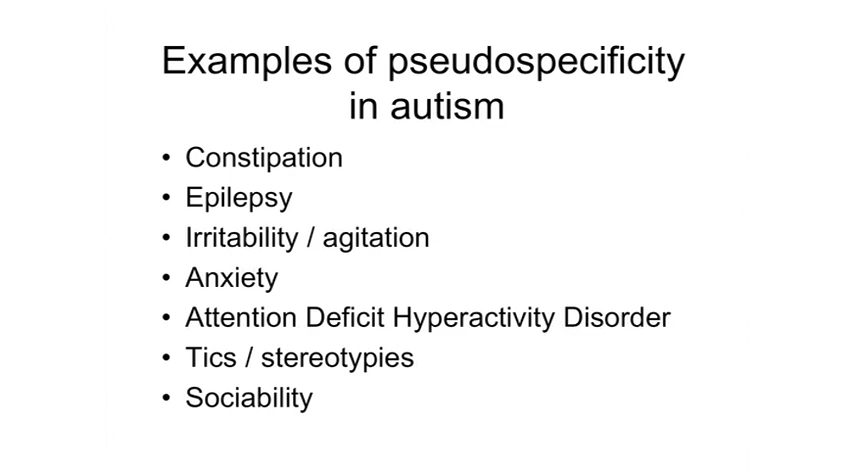 Examples of pseudospecificity
in autism
• Constipation
• Epilepsy
• Irritability / agitation
• Anxiety
• Attention Deficit Hyperactivity Disorder
• Tics / stereotypies
• Sociability